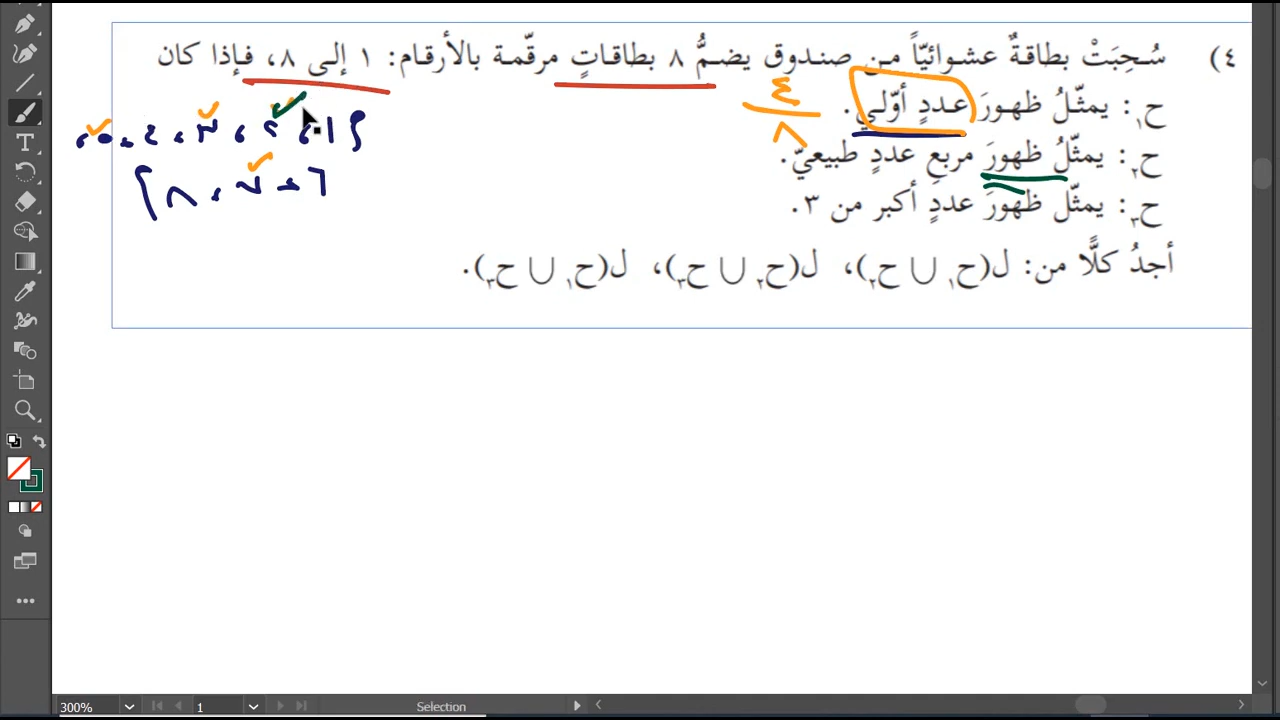 ٤) سُحِبَتْ بطاقةٌ عشوائيّاً من صندوق يضمُّ ٨ بطاقاتٍ مرقّمة بالأرقام: ١ إلى ٨، فإذا كان
ح١: يمثّلُ ظهورَ عددٍ أوّلي.
٤/٨
{١، ٢، ٣، ٤، ٥،
ح٢: يمثّلُ ظهورَ مربعِ عددٍ طبيعيّ.
٦، ٧، ٨}
ح٣: يمثّل ظهورَ عددٍ أكبر من ٣.
أجدُ كلًّا من: ل(ح١ ∪ ح٢)، ل(ح٢ ∪ ح٣)، ل(ح١ ∪ ح٣).
300%
1
Selection